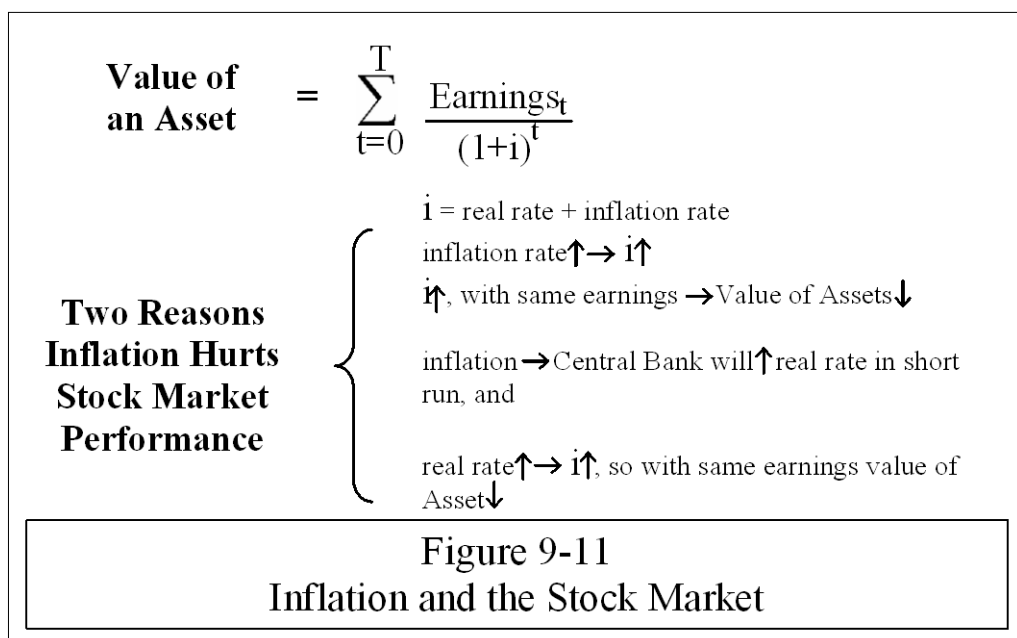 Value of
an Asset
=
T
∑
t=0
Earningsₜ
(1+i)ᵗ
i = real rate + inflation rate
inflation rate↑→ i↑
i↑, with same earnings →Value of Assets↓
Two Reasons
Inflation Hurts
Stock Market
Performance
inflation→Central Bank will↑real rate in short
run, and
real rate↑→ i↑, so with same earnings value of
Asset↓
Figure 9-11
Inflation and the Stock Market